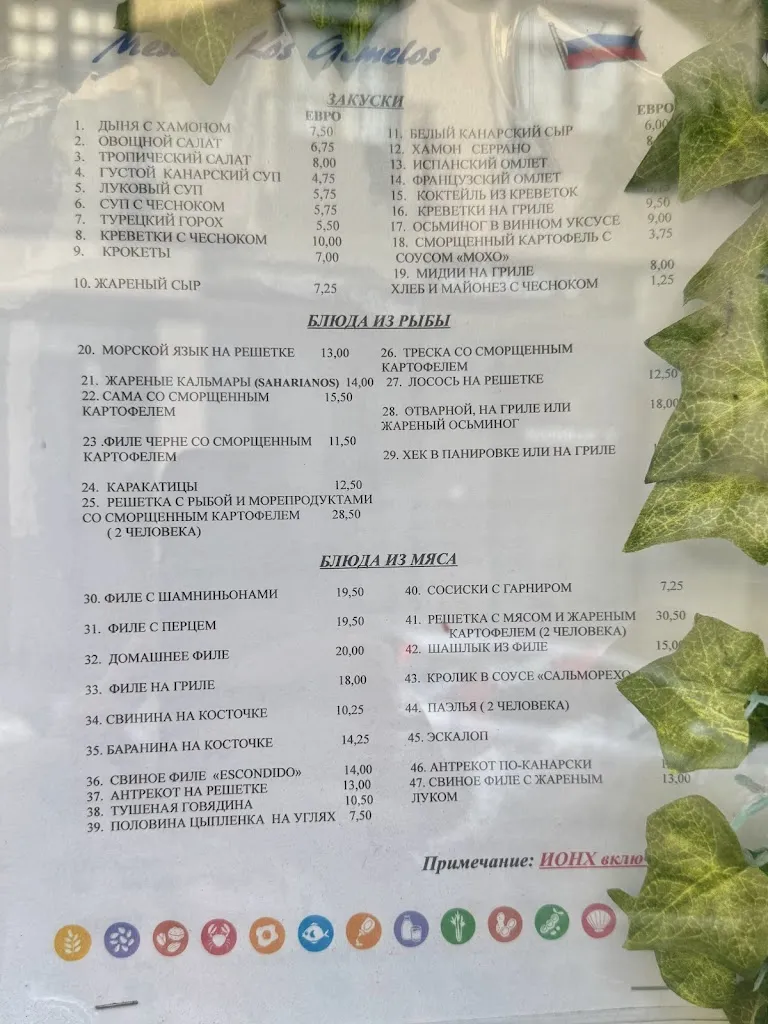 Los Gemelos
ЗАКУСКИ
ЕВРО
1. ДЫНЯ С ХАМОНОМ 7,50
2. ОВОЩНОЙ САЛАТ 6,75
3. ТРОПИЧЕСКИЙ САЛАТ 8,00
4. ГУСТОЙ КАНАРСКИЙ СУП 4,75
5. ЛУКОВЫЙ СУП 5,75
6. СУП С ЧЕСНОКОМ 5,75
7. ТУРЕЦКИЙ ГОРОХ 5,50
8. КРЕВЕТКИ С ЧЕСНОКОМ 10,00
9. КРОКЕТЫ 7,00
10. ЖАРЕНЫЙ СЫР 7,25
ЕВРО
11. БЕЛЫЙ КАНАРСКИЙ СЫР 6,00
12. ХАМОН СЕРРАНО
13. ИСПАНСКИЙ ОМЛЕТ
14. ФРАНЦУЗСКИЙ ОМЛЕТ
15. КОКТЕЙЛЬ ИЗ КРЕВЕТОК
16. КРЕВЕТКИ НА ГРИЛЕ 9,50
17. ОСЬМИНОГ В ВИННОМ УКСУСЕ 9,00
18. СМОРЩЕННЫЙ КАРТОФЕЛЬ С 3,75
СОУСОМ «МОХО»
19. МИДИИ НА ГРИЛЕ 8,00
ХЛЕБ И МАЙОНЕЗ С ЧЕСНОКОМ 1,25
БЛЮДА ИЗ РЫБЫ
20. МОРСКОЙ ЯЗЫК НА РЕШЕТКЕ 13,00
21. ЖАРЕНЫЕ КАЛЬМАРЫ (SAHARIANOS) 14,00
22. САМА СО СМОРЩЕННЫМ 15,50
КАРТОФЕЛЕМ
23 .ФИЛЕ ЧЕРНЕ СО СМОРЩЕННЫМ 11,50
КАРТОФЕЛЕМ
24. КАРАКАТИЦЫ 12,50
25. РЕШЕТКА С РЫБОЙ И МОРЕПРОДУКТАМИ
СО СМОРЩЕННЫМ КАРТОФЕЛЕМ 28,50
( 2 ЧЕЛОВЕКА)
26. ТРЕСКА СО СМОРЩЕННЫМ
КАРТОФЕЛЕМ
27. ЛОСОСЬ НА РЕШЕТКЕ 12,50
28. ОТВАРНОЙ, НА ГРИЛЕ ИЛИ 18,00
ЖАРЕНЫЙ ОСЬМИНОГ
29. ХЕК В ПАНИРОВКЕ ИЛИ НА ГРИЛЕ
БЛЮДА ИЗ МЯСА
30. ФИЛЕ С ШАМНИНЬОНАМИ 19,50
31. ФИЛЕ С ПЕРЦЕМ 19,50
32. ДОМАШНЕЕ ФИЛЕ 20,00
33. ФИЛЕ НА ГРИЛЕ 18,00
34. СВИНИНА НА КОСТОЧКЕ 10,25
35. БАРАНИНА НА КОСТОЧКЕ 14,25
36. СВИНОЕ ФИЛЕ «ESCONDIDO» 14,00
37. АНТРЕКОТ НА РЕШЕТКЕ 13,00
38. ТУШЕНАЯ ГОВЯДИНА 10,50
39. ПОЛОВИНА ЦЫПЛЕНКА НА УГЛЯХ 7,50
40. СОСИСКИ С ГАРНИРОМ 7,25
41. РЕШЕТКА С МЯСОМ И ЖАРЕНЫМ 30,50
КАРТОФЕЛЕМ (2 ЧЕЛОВЕКА)
42. ШАШЛЫК ИЗ ФИЛЕ 15,00
43. КРОЛИК В СОУСЕ «САЛЬМОРЕХО
44. ПАЭЛЬЯ ( 2 ЧЕЛОВЕКА)
45. ЭСКАЛОП
46. АНТРЕКОТ ПО-КАНАРСКИ
47. СВИНОЕ ФИЛЕ С ЖАРЕНЫМ 13,00
ЛУКОМ
Примечание: ИОНХ вклю